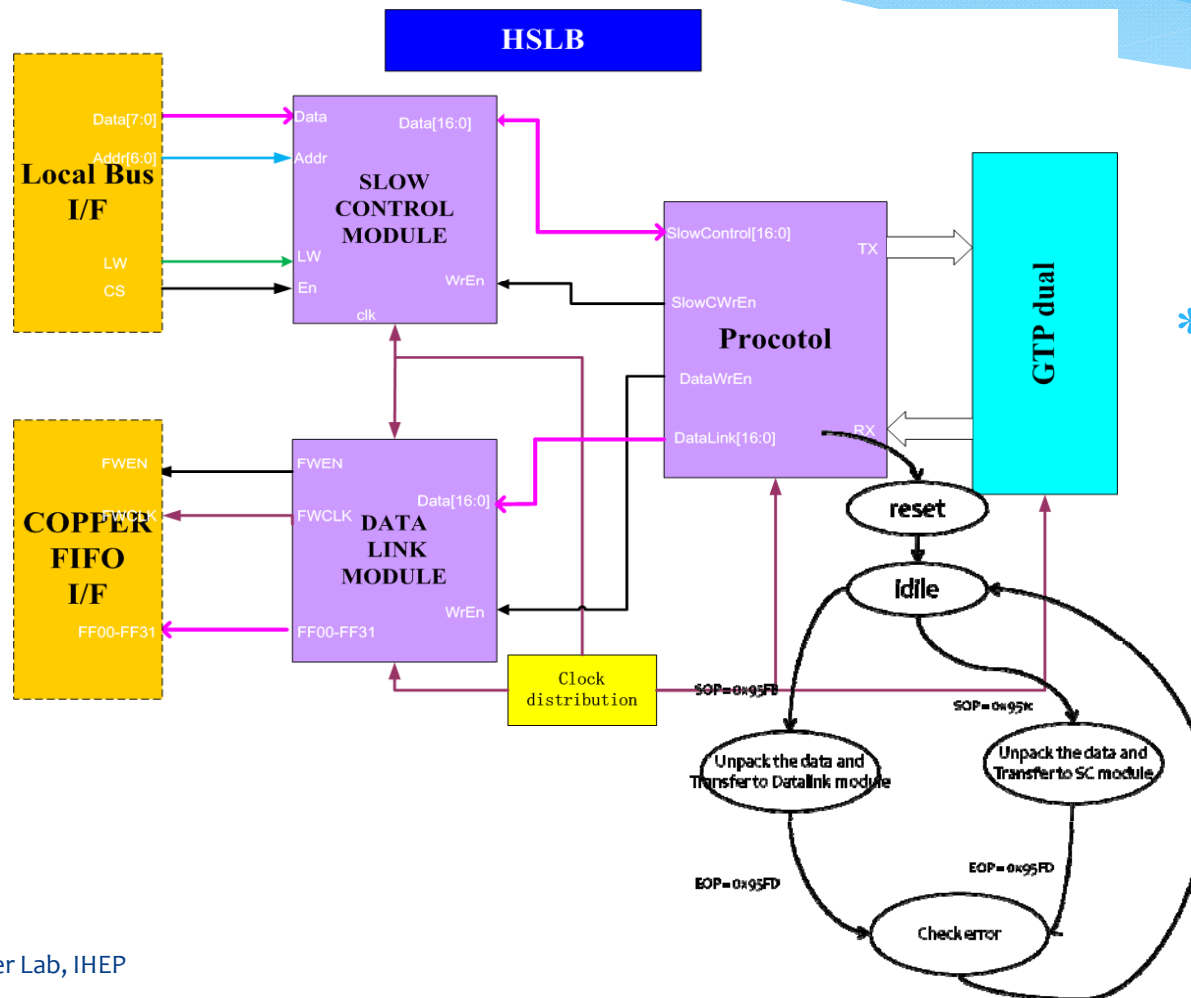 HSLB
Data[7:0]
Addr[6:0]
Local Bus
I/F
LW
CS
Data
Data[16:0]
Addr
SLOW
CONTROL
MODULE
LW
WrEn
En
clk
SlowControl[16:0]
TX
SlowCWrEn
Procotol
DataWrEn
RX
DataLink[16:0]
GTP dual
*
FWEN
FWCLK
COPPER
FIFO
I/F
FF00-FF31
FWEN
Data[16:0]
FWCLK
DATA
LINK
MODULE
WrEn
FF00-FF31
Clock
distribution
reset
idile
SOP=0x95FB
Unpack the data and
Transfer to Datalink module
Unpack the data and
Transfer to SC module
EOP=0x95FD
EOP=0x95FD
Check error
er Lab, IHEP